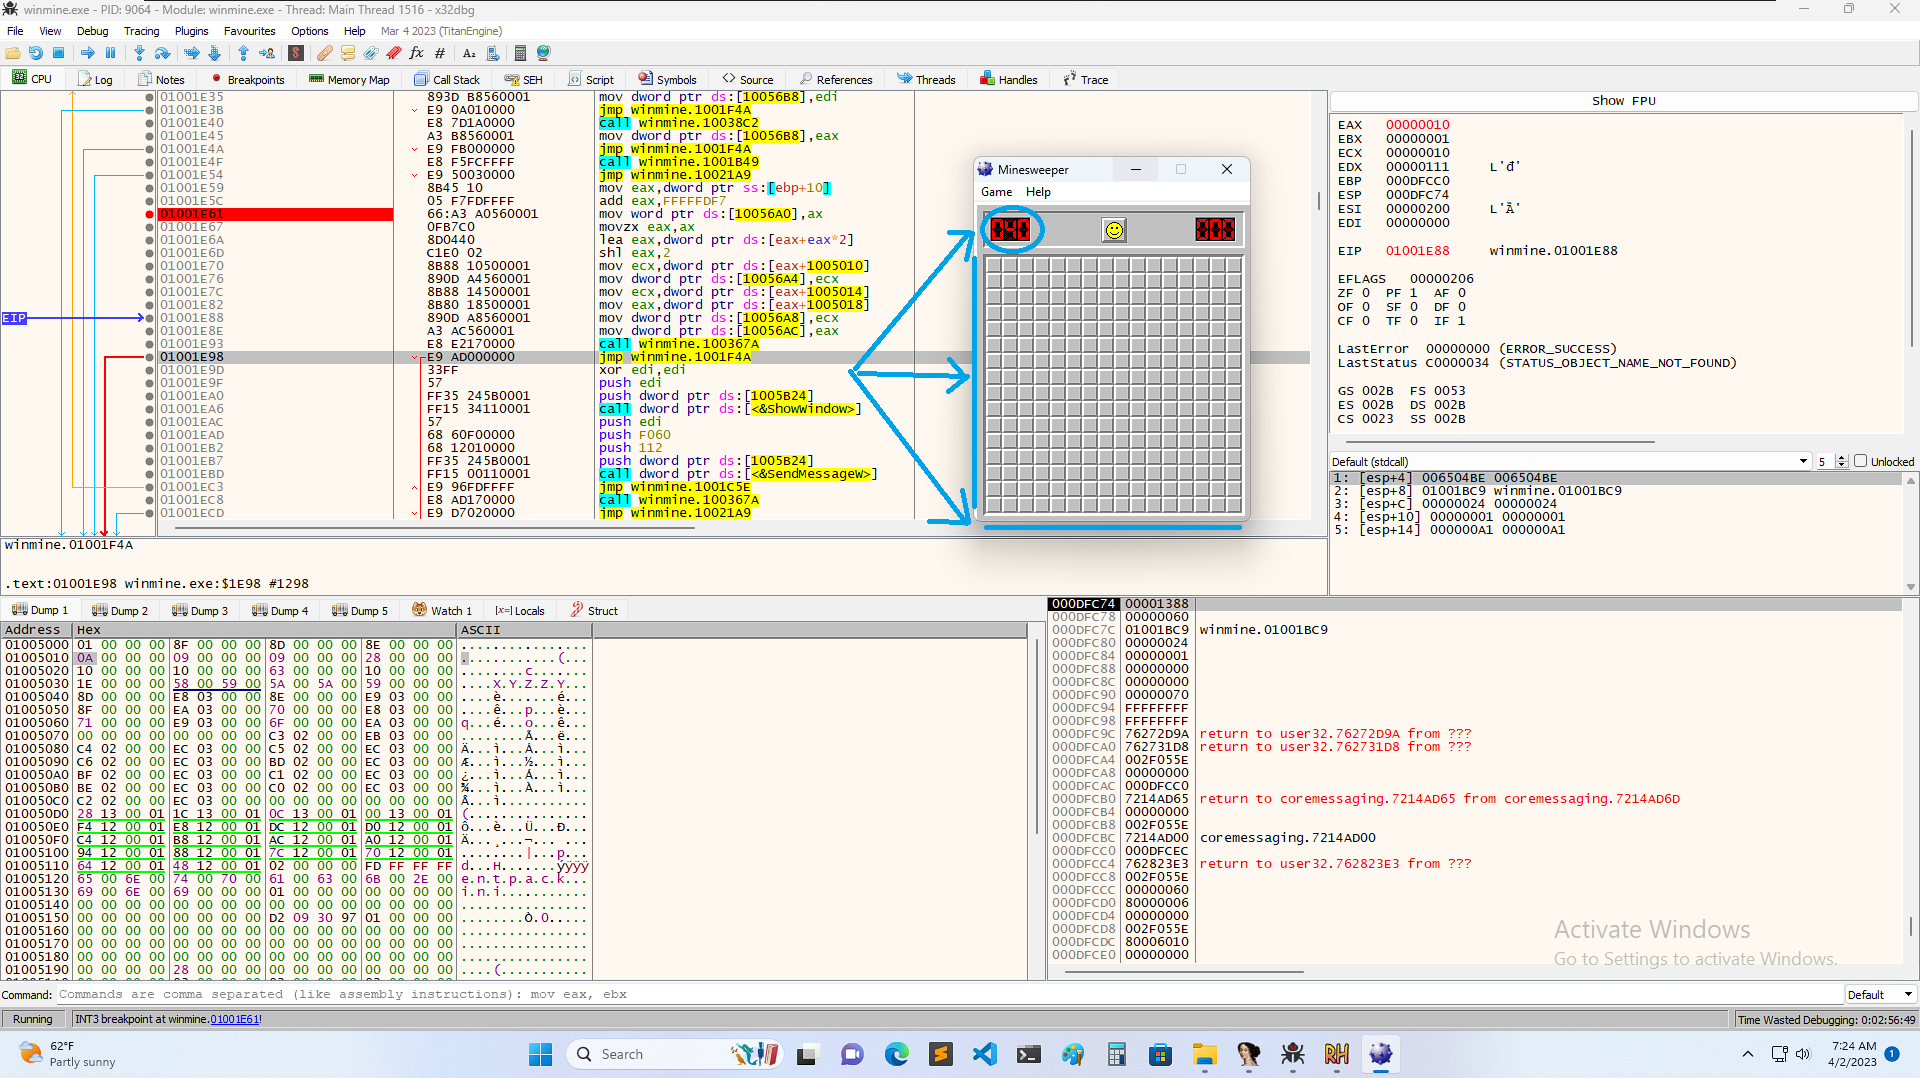 winmine.exe - PID: 9064 - Module: winmine.exe - Thread: Main Thread 1516 - x32dbg
File View Debug Tracing Plugins Favourites Options Help Mar 4 2023 (TitanEngine)
CPU Log Notes Breakpoints Memory Map Call Stack SEH Script Symbols Source References Threads Handles Trace
01001E35 893D B8560001 mov dword ptr ds:[10056B8],edi
01001E3B E9 0A010000 jmp winmine.1001F4A
01001E40 E8 7D1A0000 call winmine.10038C2
01001E45 A3 B8560001 mov dword ptr ds:[10056B8],eax
01001E4A E9 FB000000 jmp winmine.1001F4A
01001E4F E8 F5FCFFFF call winmine.1001B49
01001E54 E9 50030000 jmp winmine.10021A9
01001E59 8B45 10 mov eax,dword ptr ss:[ebp+10]
01001E5C 05 F7FDFFFF add eax,FFFFFDF7
01001E61 66:A3 A0560001 mov word ptr ds:[10056A0],ax
01001E67 0FB7C0 movzx eax,ax
01001E6A 8D0440 lea eax,dword ptr ds:[eax+eax*2]
01001E6D C1E0 02 shl eax,2
01001E70 8B88 10500001 mov ecx,dword ptr ds:[eax+1005010]
01001E76 890D A4560001 mov dword ptr ds:[10056A4],ecx
01001E7C 8B88 14500001 mov ecx,dword ptr ds:[eax+1005014]
01001E82 8B80 18500001 mov eax,dword ptr ds:[eax+1005018]
EIP 01001E88 890D A8560001 mov dword ptr ds:[10056A8],ecx
01001E8E A3 AC560001 mov dword ptr ds:[10056AC],eax
01001E93 E8 E2170000 call winmine.100367A
01001E98 E9 AD000000 jmp winmine.1001F4A
01001E9D 33FF xor edi,edi
01001E9F 57 push edi
01001EA0 FF35 245B0001 push dword ptr ds:[1005B24]
01001EA6 FF15 34110001 call dword ptr ds:[<&ShowWindow>]
01001EAC 57 push edi
01001EAD 68 60F00000 push F060
01001EB2 68 12010000 push 112
01001EB7 FF35 245B0001 push dword ptr ds:[1005B24]
01001EBD FF15 00110001 call dword ptr ds:[<&SendMessageW>]
01001EC3 E9 96FDFFFF jmp winmine.1001C5E
01001EC8 E8 AD170000 call winmine.100367A
01001ECD E9 D7020000 jmp winmine.10021A9
Minesweeper
Game Help
Show FPU
EAX 00000010
EBX 00000001
ECX 00000010
EDX 00000111 L'đ'
EBP 000DFCC0
ESP 000DFC74
ESI 00000200 L'Ȁ'
EDI 00000000
EIP 01001E88 winmine.01001E88
EFLAGS 00000206
ZF 0 PF 1 AF 0
OF 0 SF 0 DF 0
CF 0 TF 0 IF 1
LastError 00000000 (ERROR_SUCCESS)
LastStatus C0000034 (STATUS_OBJECT_NAME_NOT_FOUND)
GS 002B FS 0053
ES 002B DS 002B
CS 0023 SS 002B
Default (stdcall) 5 Unlocked
1: [esp+4] 006504BE 006504BE
2: [esp+8] 01001BC9 winmine.01001BC9
3: [esp+C] 00000024 00000024
4: [esp+10] 00000001 00000001
5: [esp+14] 000000A1 000000A1
winmine.01001F4A
.text:01001E98 winmine.exe:$1E98 #1298
Dump 1 Dump 2 Dump 3 Dump 4 Dump 5 Watch 1 [x=] Locals Struct
Address Hex ASCII
01005000 01 00 00 00 8F 00 00 00 8D 00 00 00 8E 00 00 00 ................
01005010 0A 00 00 00 09 00 00 00 09 00 00 00 28 00 00 00 ............(...
01005020 10 00 00 00 10 00 00 00 63 00 00 00 10 00 00 00 ........c.......
01005030 1E 00 00 00 58 00 59 00 5A 00 5A 00 59 00 00 00 ....X.Y.Z.Z.Y...
01005040 8D 00 00 00 E8 03 00 00 8E 00 00 00 E9 03 00 00 ....è.......é...
01005050 8F 00 00 00 EA 03 00 00 70 00 00 00 E8 03 00 00 ....ê...p...è...
01005060 71 00 00 00 E9 03 00 00 6F 00 00 00 EA 03 00 00 q...é...o...ê...
01005070 00 00 00 00 00 00 00 00 C3 02 00 00 EB 03 00 00 ........Ã...ë...
01005080 C4 02 00 00 EC 03 00 00 C5 02 00 00 EC 03 00 00 Ä...ì...Å...ì...
01005090 C6 02 00 00 EC 03 00 00 BD 02 00 00 EC 03 00 00 Æ...ì...½...ì...
010050A0 BF 02 00 00 EC 03 00 00 C1 02 00 00 EC 03 00 00 ¿...ì...Á...ì...
010050B0 BE 02 00 00 EC 03 00 00 C0 02 00 00 EC 03 00 00 ¾...ì...À...ì...
010050C0 C2 02 00 00 EC 03 00 00 00 00 00 00 00 00 00 00 Â...ì...........
010050D0 28 13 00 01 1C 13 00 01 0C 13 00 01 00 13 00 01 (...............
010050E0 F4 12 00 01 E8 12 00 01 DC 12 00 01 D0 12 00 01 ô...è...Ü...Ð...
010050F0 C4 12 00 01 B8 12 00 01 AC 12 00 01 A0 12 00 01 Ä...¸...¬... ...
01005100 94 12 00 01 88 12 00 01 7C 12 00 01 70 12 00 01 ........|...p...
01005110 64 12 00 01 48 12 00 01 02 00 00 00 FD FF FF FF d...H.......ýÿÿÿ
01005120 65 00 6E 00 74 00 70 00 61 00 63 00 6B 00 2E 00 e.n.t.p.a.c.k...
01005130 69 00 6E 00 69 00 00 00 01 00 00 00 00 00 00 00 i.n.i...........
01005140 00 00 00 00 00 00 00 00 00 00 00 00 00 00 00 00 ................
01005150 00 00 00 00 00 00 00 00 D2 09 30 97 01 00 00 00 ........Ò.0.....
01005160 00 00 00 00 00 00 00 00 00 00 00 00 00 00 00 00 ................
01005170 00 00 00 00 00 00 00 00 00 00 00 00 00 00 00 00 ................
01005180 00 00 00 00 00 00 00 00 00 00 00 00 00 00 00 00 ................
01005190 00 00 00 00 28 00 00 00 00 00 00 00 00 00 00 00 ....(...........
000DFC74 00001388
000DFC78 00000060
000DFC7C 01001BC9 winmine.01001BC9
000DFC80 00000024
000DFC84 00000001
000DFC88 00000000
000DFC8C 00000000
000DFC90 00000070
000DFC94 FFFFFFFF
000DFC98 FFFFFFFF
000DFC9C 76272D9A return to user32.76272D9A from ???
000DFCA0 762731D8 return to user32.762731D8 from ???
000DFCA4 002F055E
000DFCA8 00000000
000DFCAC 000DFCC0
000DFCB0 7214AD65 return to coremessaging.7214AD65 from coremessaging.7214AD6D
000DFCB4 00000000
000DFCB8 002F055E
000DFCBC 7214AD00 coremessaging.7214AD00
000DFCC0 000DFCEC
000DFCC4 762823E3 return to user32.762823E3 from ???
000DFCC8 002F055E
000DFCCC 00000060
000DFCD0 80000006
000DFCD4 00000000
000DFCD8 002F055E
000DFCDC 80006010
000DFCE0 00000000
Activate Windows
Go to Settings to activate Windows.
Command: Commands are comma separated (like assembly instructions): mov eax, ebx Default
Running INT3 breakpoint at winmine.01001E61! Time Wasted Debugging: 0:02:56:49
62°F
Partly sunny
Search
RH
7:24 AM
4/2/2023
1